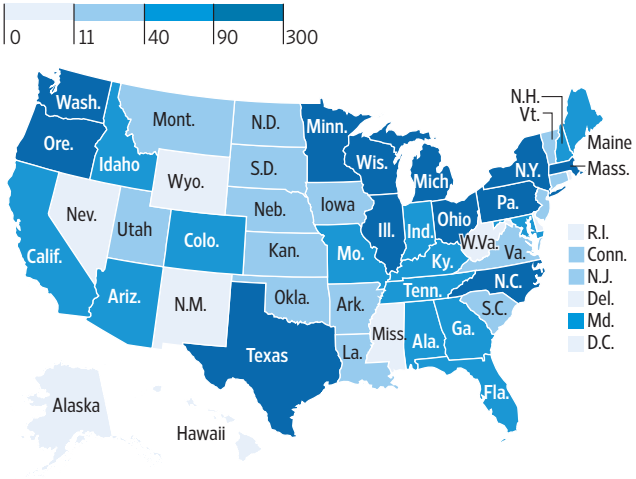 0 11 40 90 300
Wash.
Mont.
N.D.
Minn.
N.H.
Vt.
Maine
Ore.
Idaho
S.D.
Wis.
Mich.
N.Y.
Mass.
Wyo.
Nev.
Utah
Neb.
Iowa
Ill.
Ind.
Ohio
Pa.
R.I.
Conn.
N.J.
Del.
Md.
D.C.
Calif.
Colo.
Kan.
Mo.
Ky.
W.Va.
Va.
Ariz.
N.M.
Okla.
Ark.
Tenn.
N.C.
S.C.
Texas
La.
Miss.
Ala.
Ga.
Fla.
Alaska
Hawaii